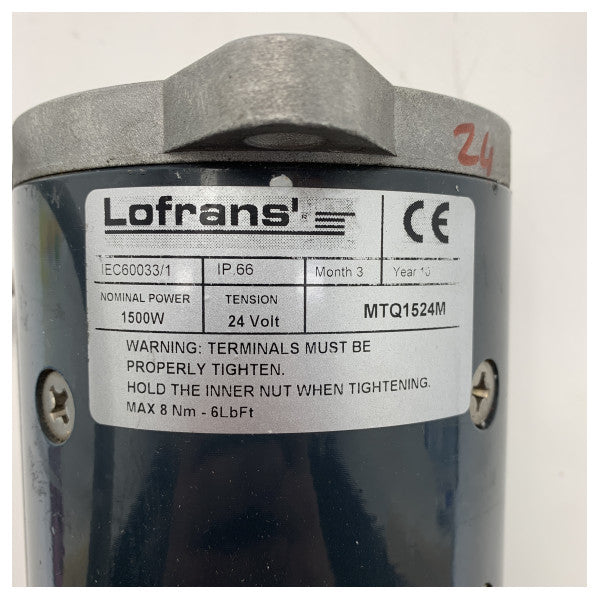 24
Lofrans'
CE
IEC60033/1 IP 66 Month 3 Year
NOMINAL POWER TENSION
1500W 24 Volt MTQ1524M
WARNING: TERMINALS MUST BE
PROPERLY TIGHTEN.
HOLD THE INNER NUT WHEN TIGHTENING.
MAX 8 Nm - 6LbFt